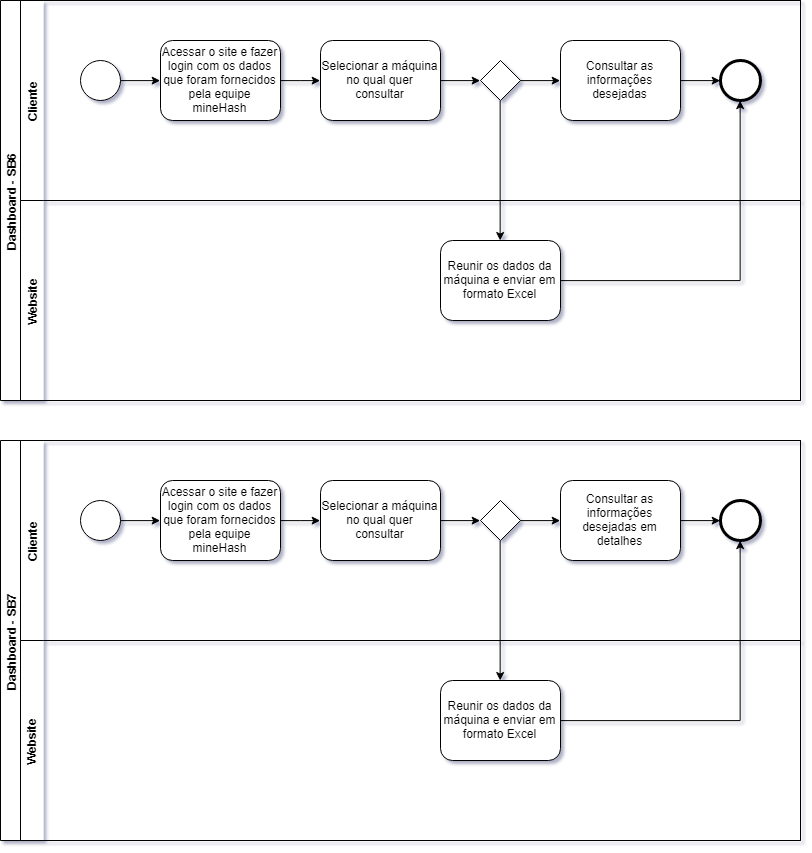 Dashboard - SB6
Cliente
Acessar o site e fazer
login com os dados
que foram fornecidos
pela equipe
mineHash
Selecionar a máquina
no qual quer
consultar
Consultar as
informações
desejadas
Website
Reunir os dados da
máquina e enviar em
formato Excel
Dashboard - SB7
Cliente
Acessar o site e fazer
login com os dados
que foram fornecidos
pela equipe
mineHash
Selecionar a máquina
no qual quer
consultar
Consultar as
informações
desejadas em
detalhes
Website
Reunir os dados da
máquina e enviar em
formato Excel